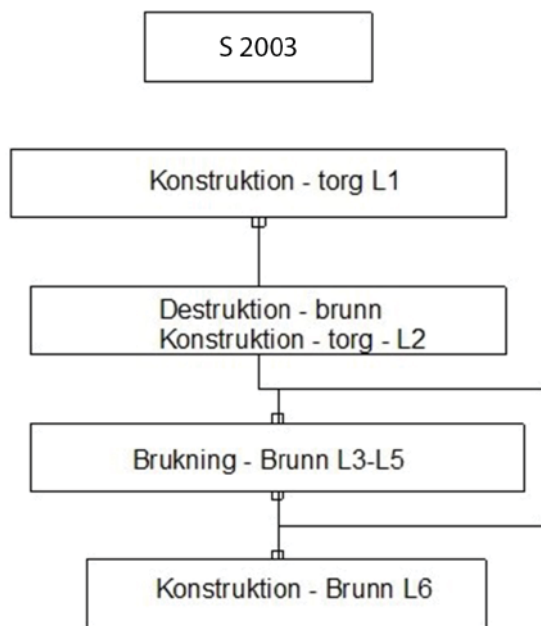 S 2003
Konstruktion - torg L1
Destruktion - brunn
Konstruktion - torg - L2
Brukning - Brunn L3-L5
Konstruktion - Brunn L6